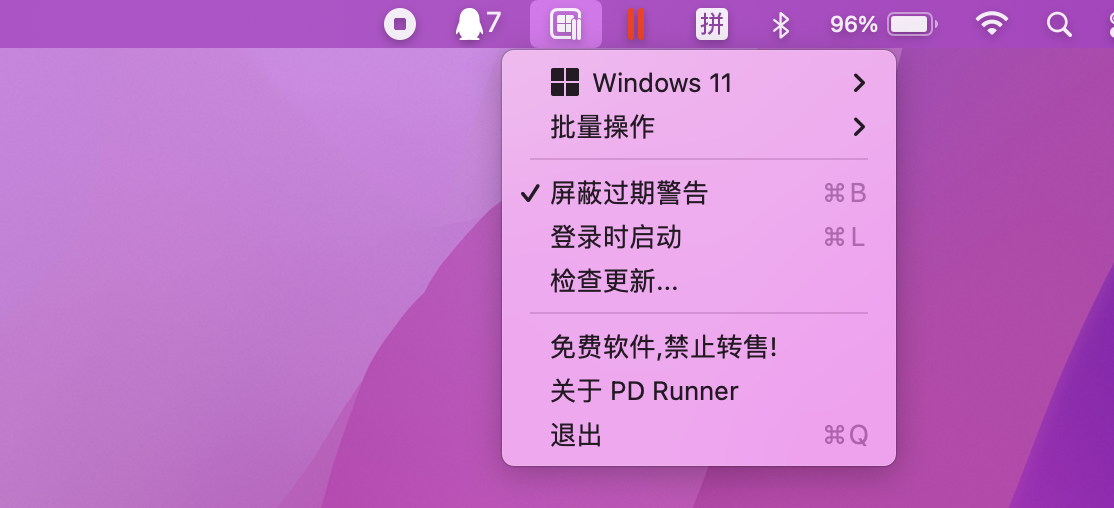 7 拼 96%
Windows 11
批量操作
屏蔽过期警告 ⌘B
登录时启动 ⌘L
检查更新...
免费软件,禁止转售!
关于 PD Runner
退出 ⌘Q